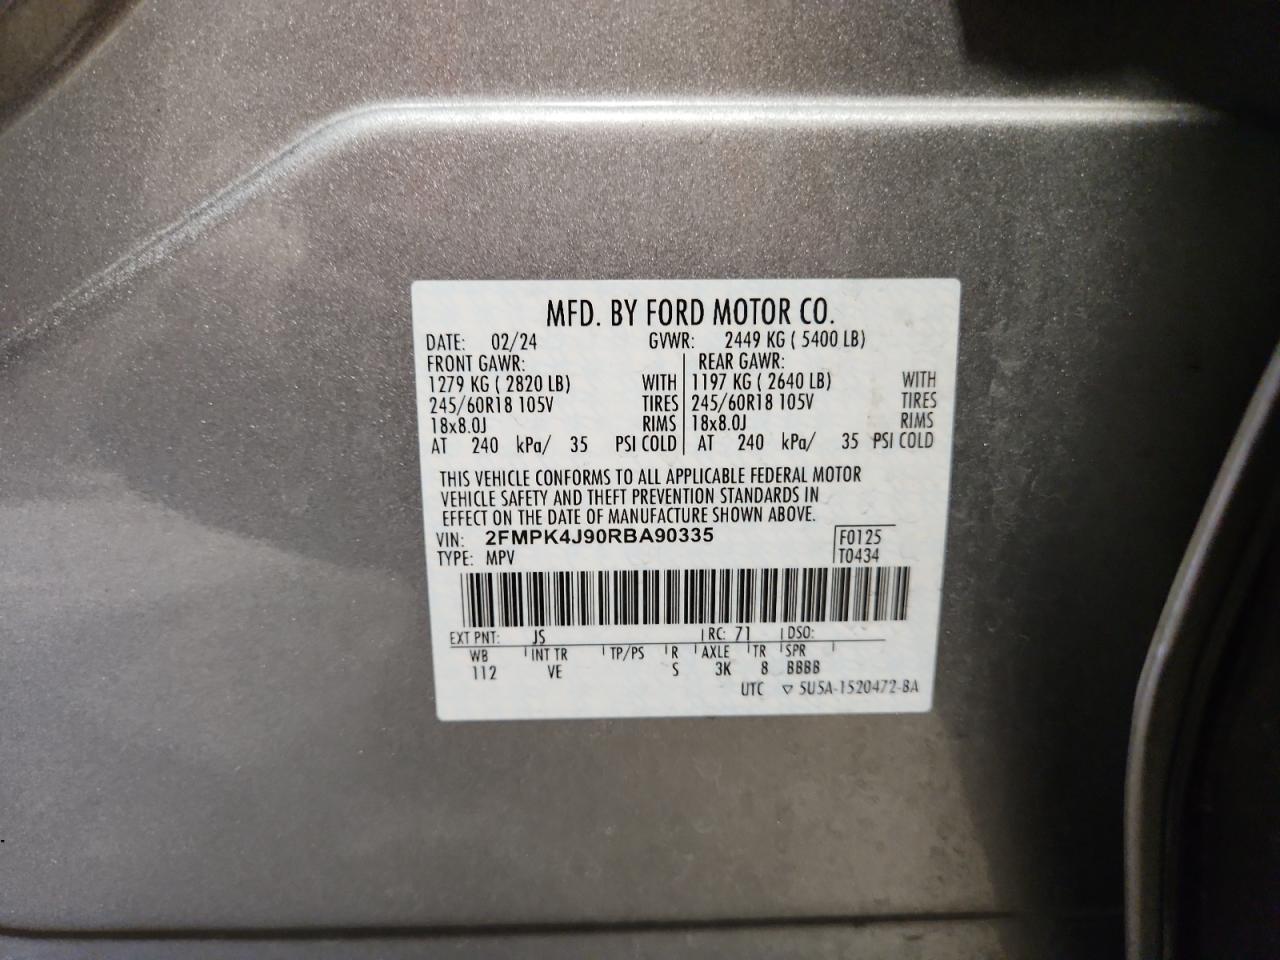 MFD. BY FORD MOTOR CO.
DATE: 02/24 GVWR: 2449 KG ( 5400 LB)
FRONT GAWR: REAR GAWR:
1279 KG ( 2820 LB) WITH 1197 KG ( 2640 LB) WITH
245/60R18 105V TIRES 245/60R18 105V TIRES
18x8.0J RIMS 18x8.0J RIMS
AT 240 kPa/ 35 PSI COLD AT 240 kPa/ 35 PSI COLD
THIS VEHICLE CONFORMS TO ALL APPLICABLE FEDERAL MOTOR
VEHICLE SAFETY AND THEFT PREVENTION STANDARDS IN
EFFECT ON THE DATE OF MANUFACTURE SHOWN ABOVE.
VIN: 2FMPK4J90RBA90335 F0125
TYPE: MPV T0434
EXT PNT: JS RC: 71 DSO:
WB INT TR TP/PS R AXLE TR SPR
112 VE S 3K 8 BBBB
UTC ▽ 5U5A-1520472-BA